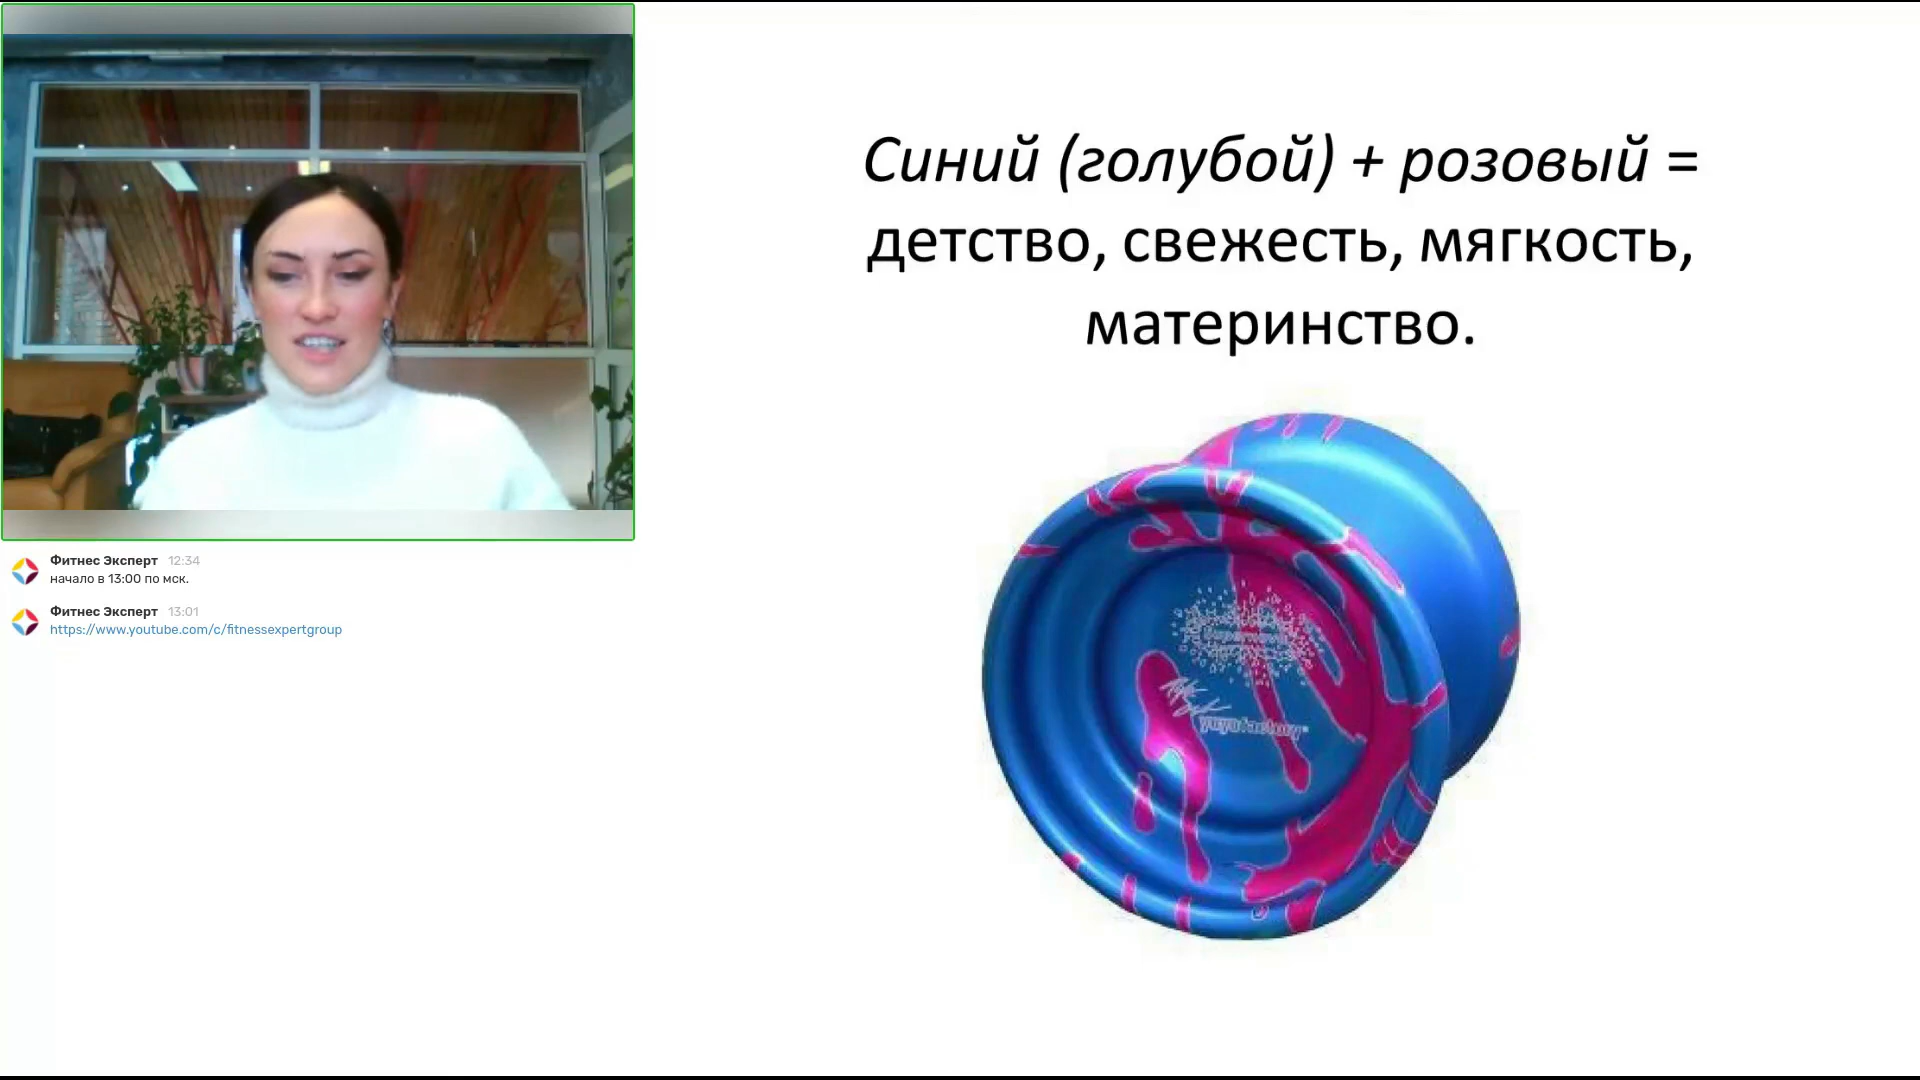 Синий (голубой) + розовый =
детство, свежесть, мягкость,
материнство.
Supernova
yoyofactory
Фитнес Эксперт 12:34
начало в 13:00 по мск.
Фитнес Эксперт 13:01
https://www.youtube.com/c/fitnessexpertgroup